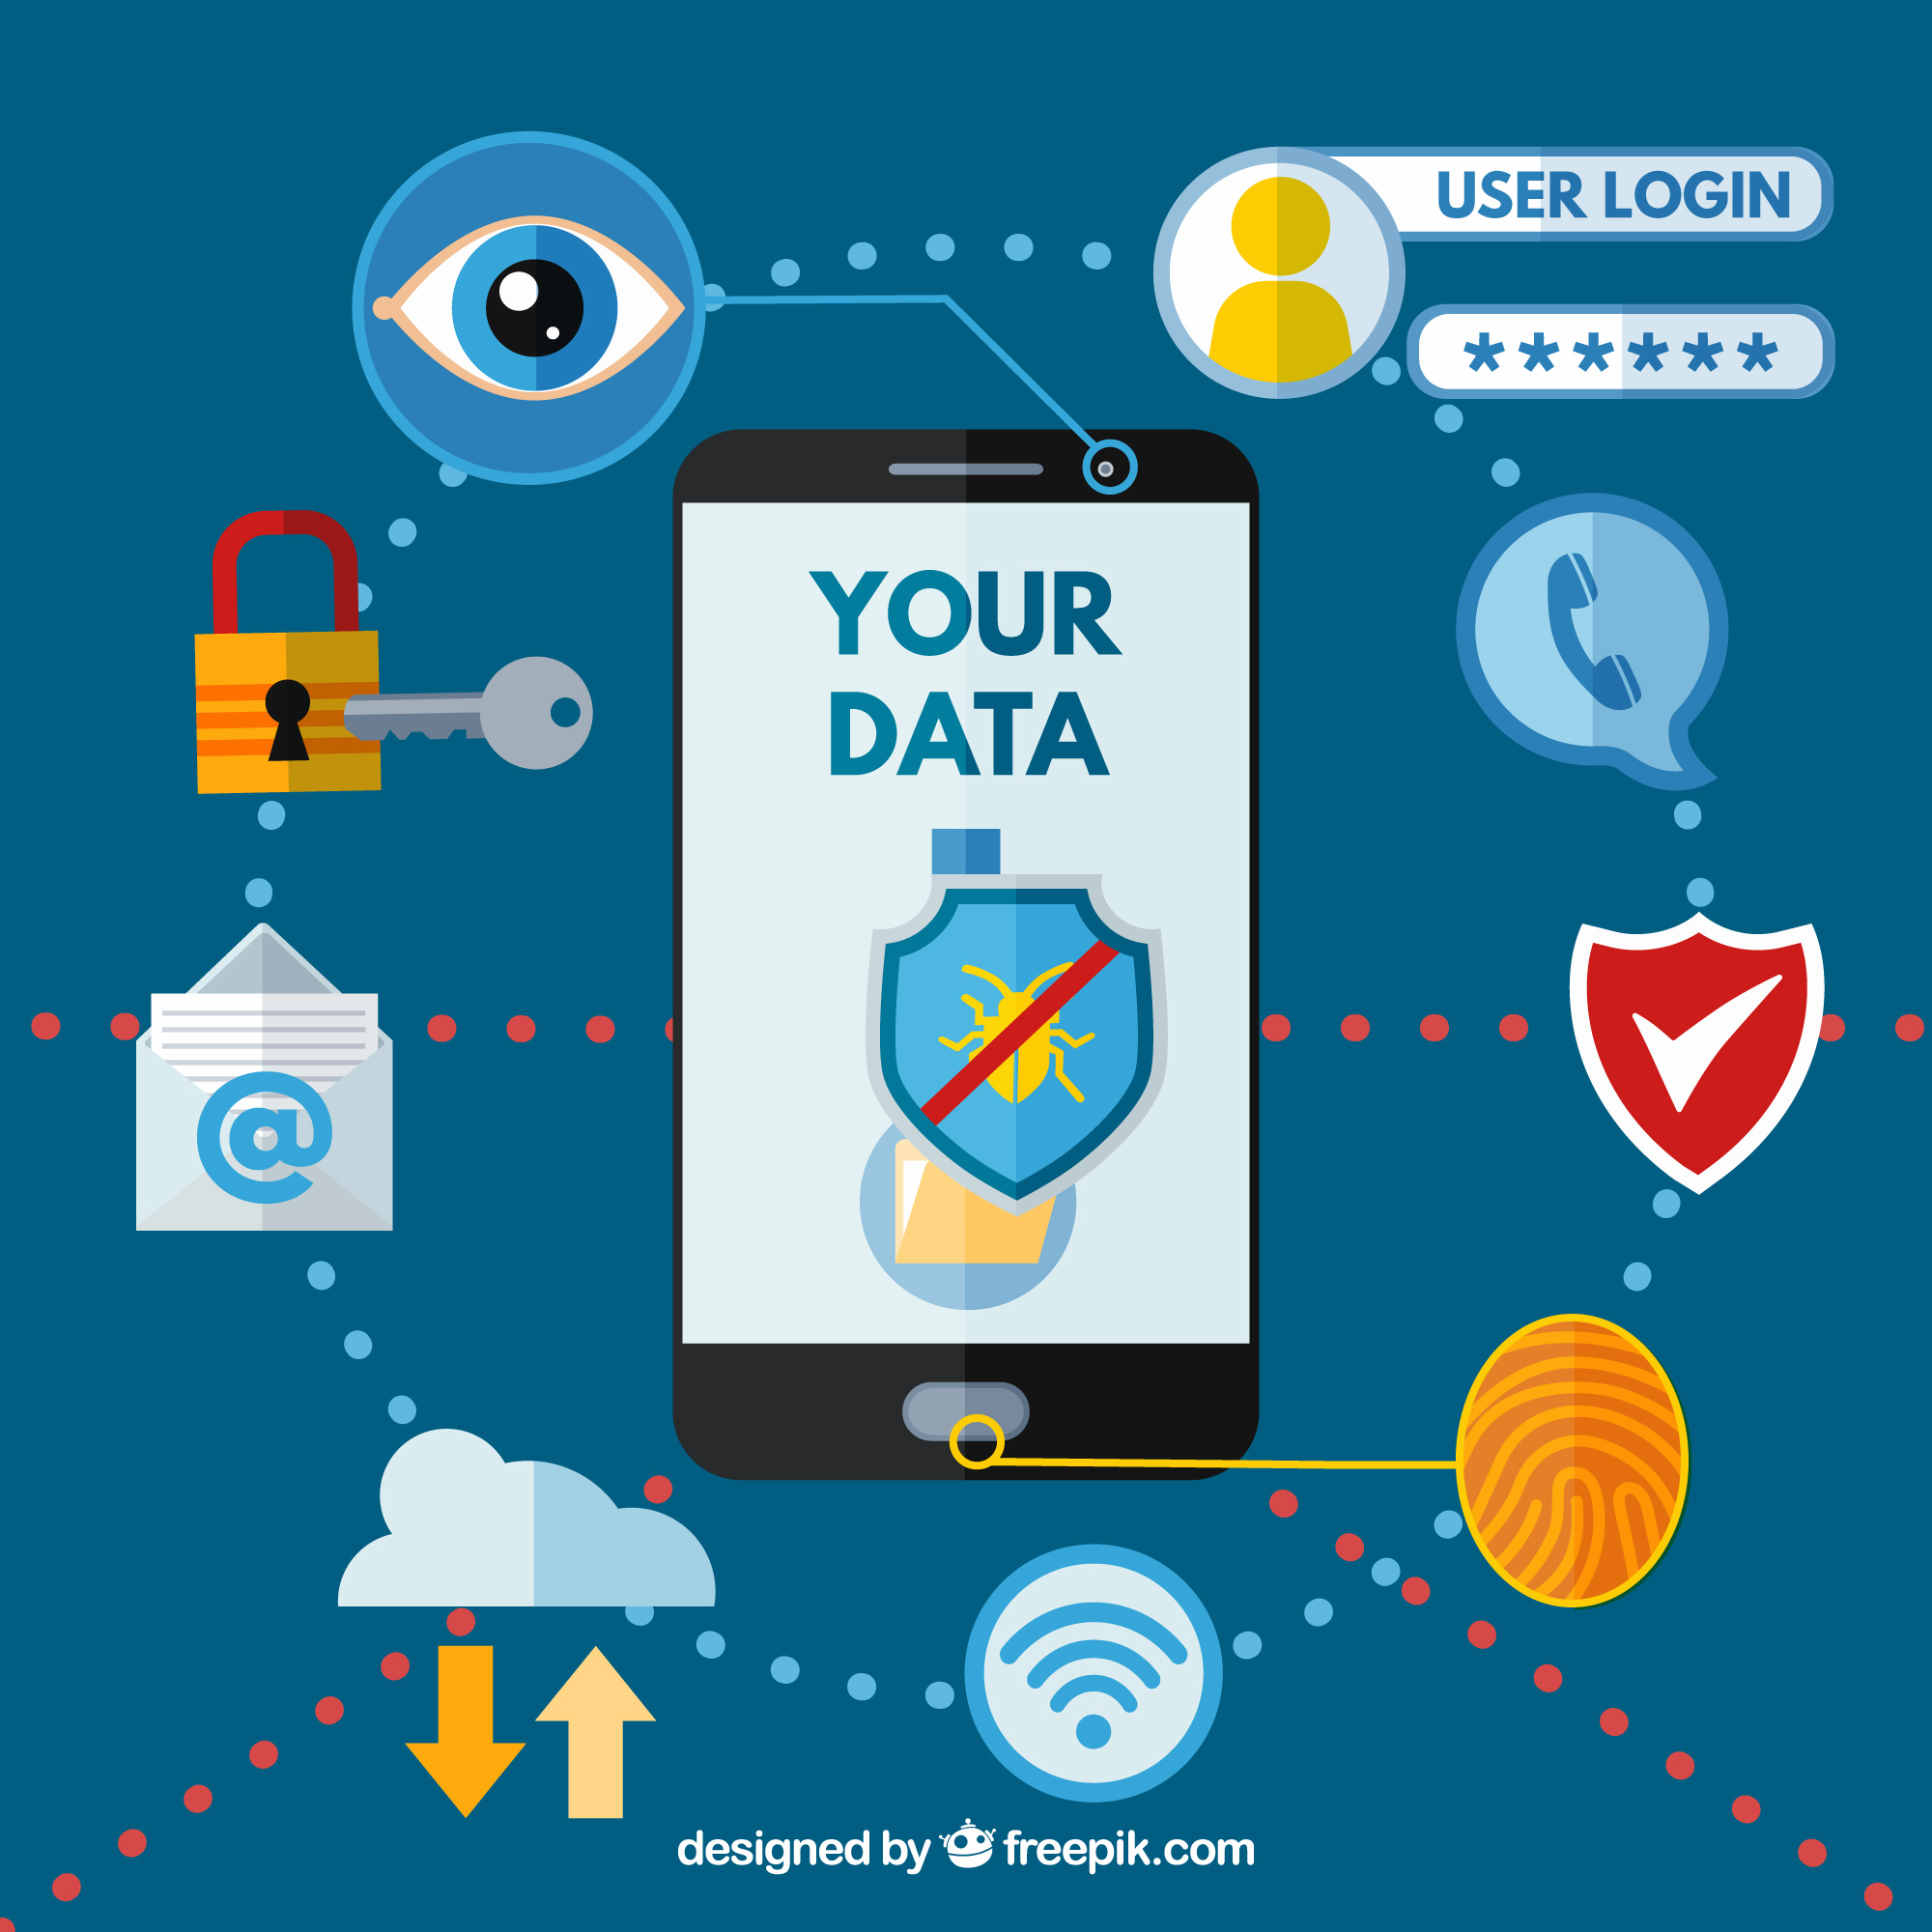 USER LOGIN
******
YOUR
DATA
@
designed by freepik.com